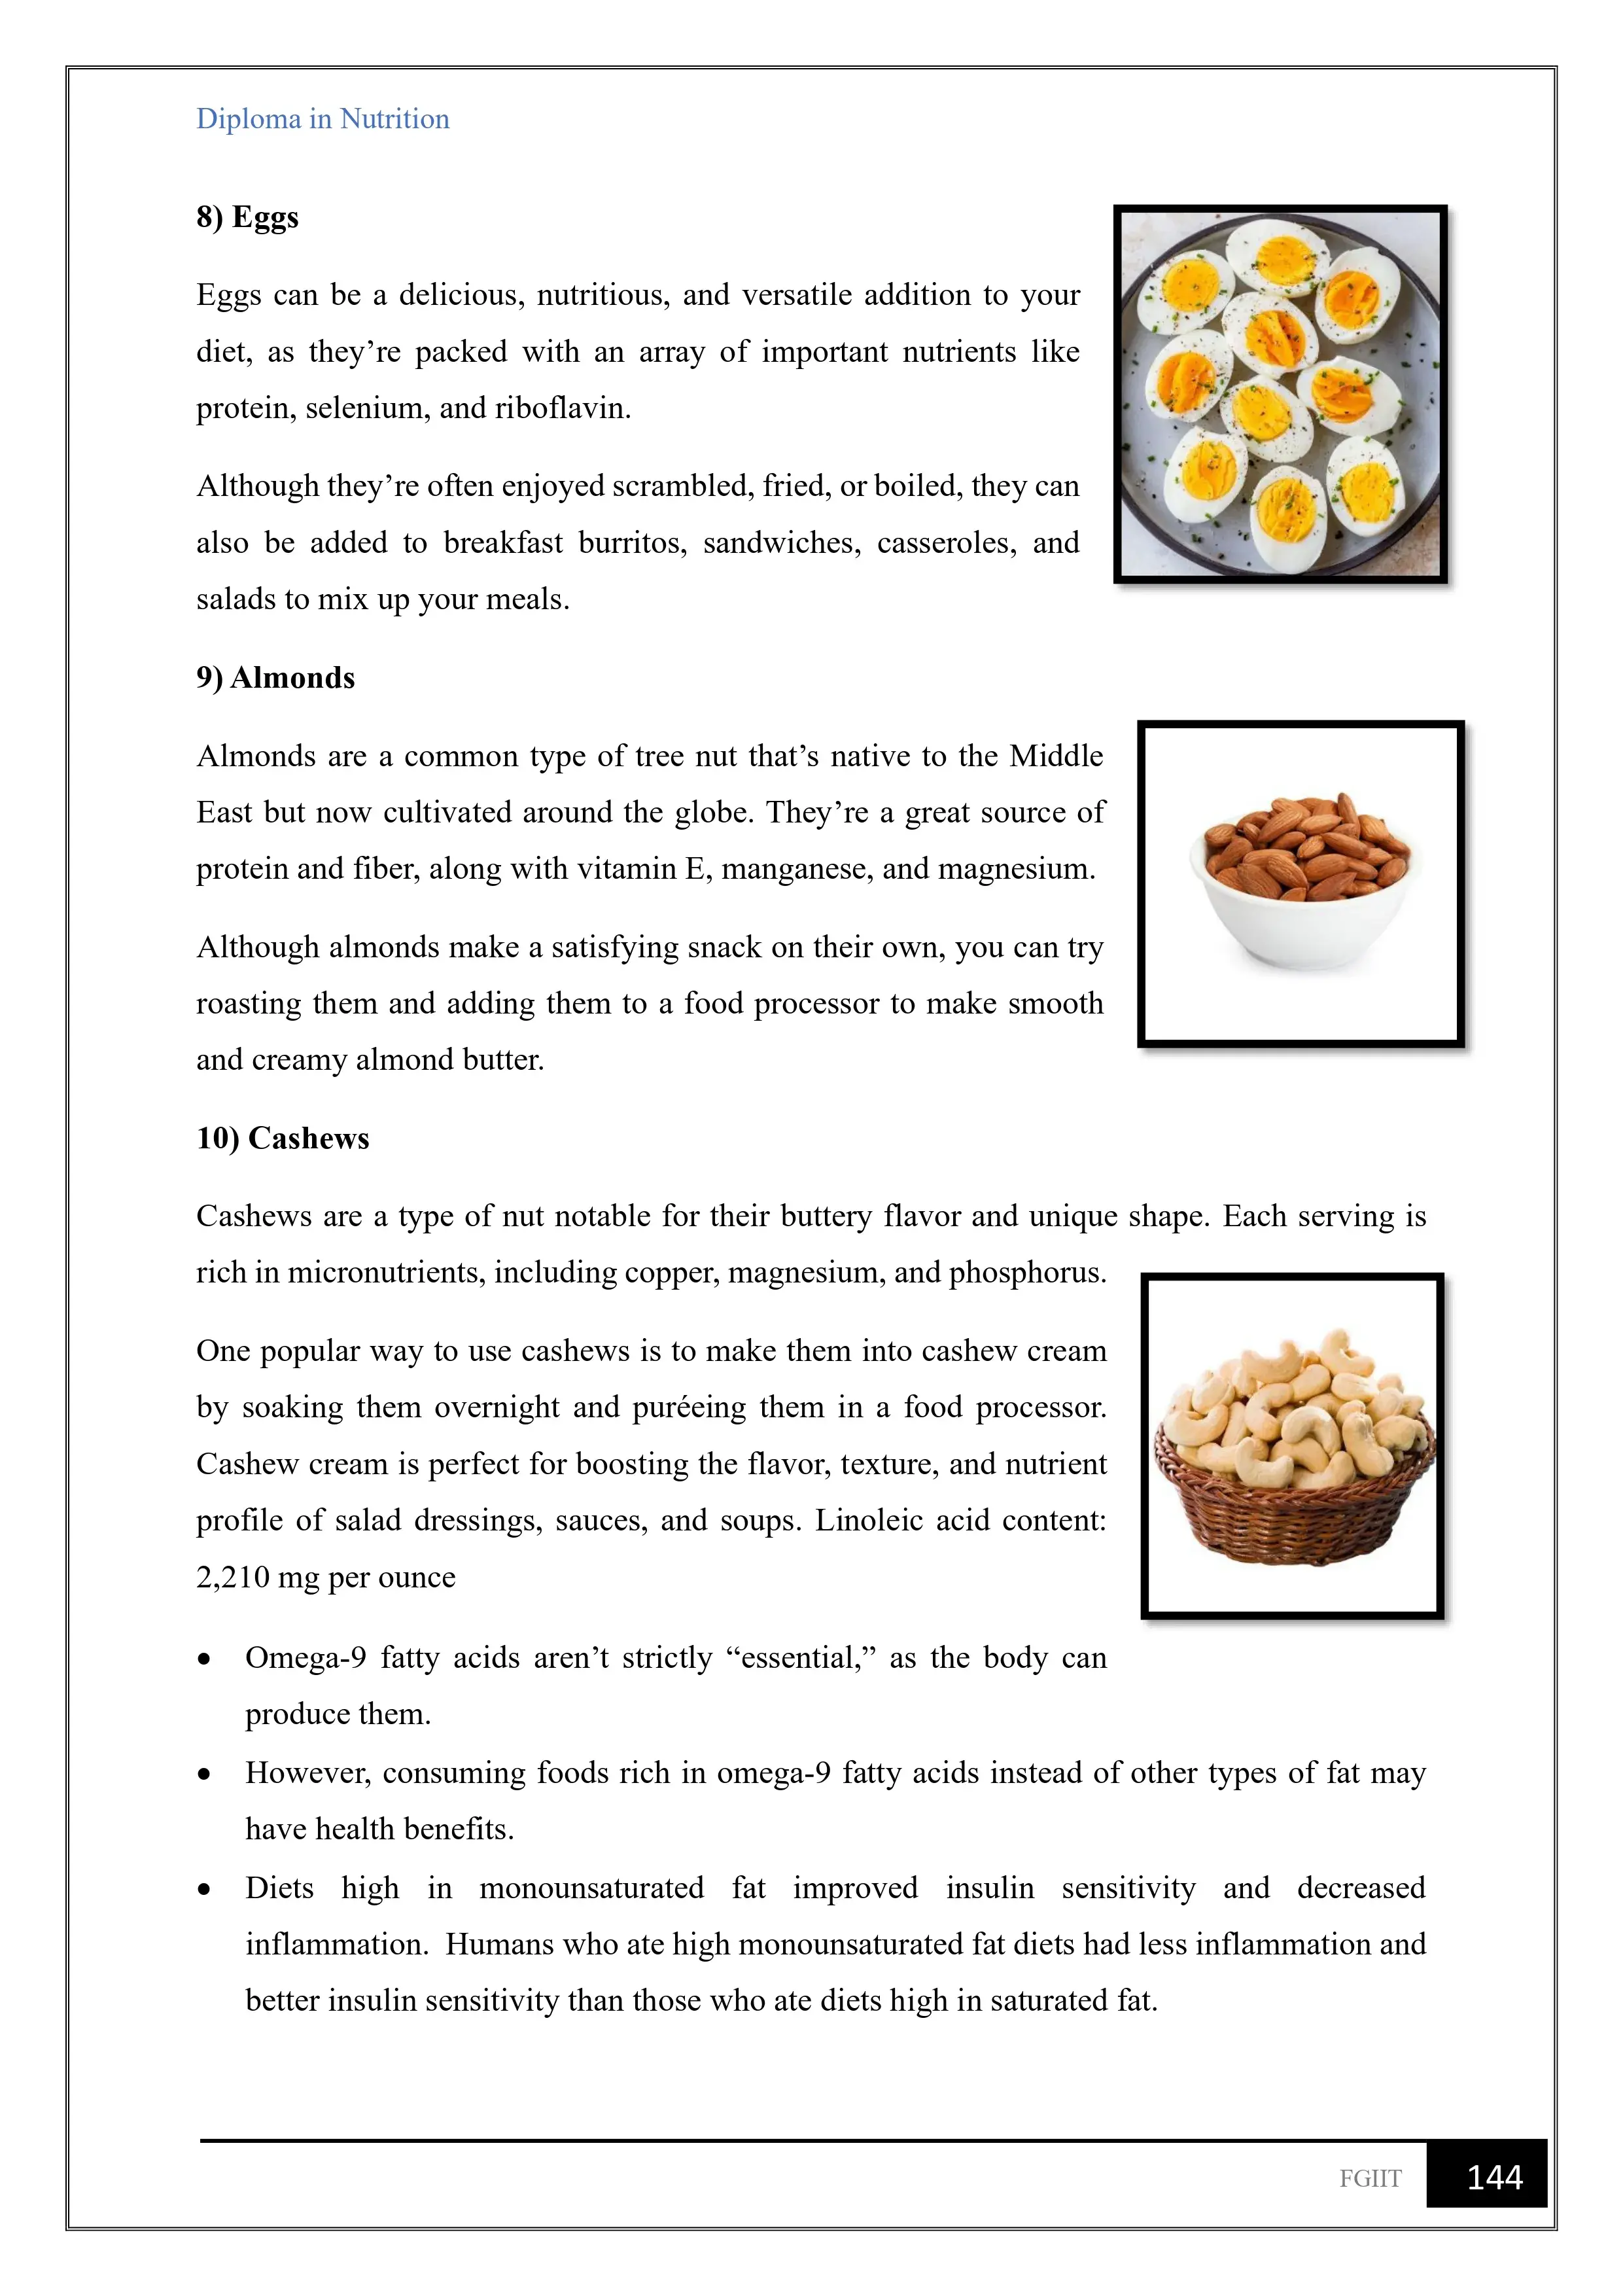 Diploma in Nutrition
8) Eggs
Eggs can be a delicious, nutritious, and versatile addition to your
diet, as they’re packed with an array of important nutrients like
protein, selenium, and riboflavin.
Although they’re often enjoyed scrambled, fried, or boiled, they can
also be added to breakfast burritos, sandwiches, casseroles, and
salads to mix up your meals.
9) Almonds
Almonds are a common type of tree nut that’s native to the Middle
East but now cultivated around the globe. They’re a great source of
protein and fiber, along with vitamin E, manganese, and magnesium.
Although almonds make a satisfying snack on their own, you can try
roasting them and adding them to a food processor to make smooth
and creamy almond butter.
10) Cashews
Cashews are a type of nut notable for their buttery flavor and unique shape. Each serving is
rich in micronutrients, including copper, magnesium, and phosphorus.
One popular way to use cashews is to make them into cashew cream
by soaking them overnight and puréeing them in a food processor.
Cashew cream is perfect for boosting the flavor, texture, and nutrient
profile of salad dressings, sauces, and soups. Linoleic acid content:
2,210 mg per ounce
• Omega-9 fatty acids aren’t strictly “essential,” as the body can
produce them.
• However, consuming foods rich in omega-9 fatty acids instead of other types of fat may
have health benefits.
• Diets high in monounsaturated fat improved insulin sensitivity and decreased
inflammation.  Humans who ate high monounsaturated fat diets had less inflammation and
better insulin sensitivity than those who ate diets high in saturated fat.
FGIIT 144